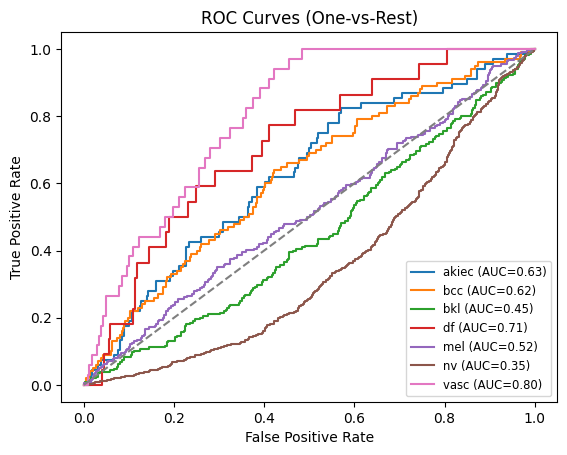 ROC Curves (One-vs-Rest)
True Positive Rate
1.0
0.8
0.6
0.4
0.2
0.0
akiec (AUC=0.63)
bcc (AUC=0.62)
bkl (AUC=0.45)
df (AUC=0.71)
mel (AUC=0.52)
nv (AUC=0.35)
vasc (AUC=0.80)
0.0 0.2 0.4 0.6 0.8 1.0
False Positive Rate